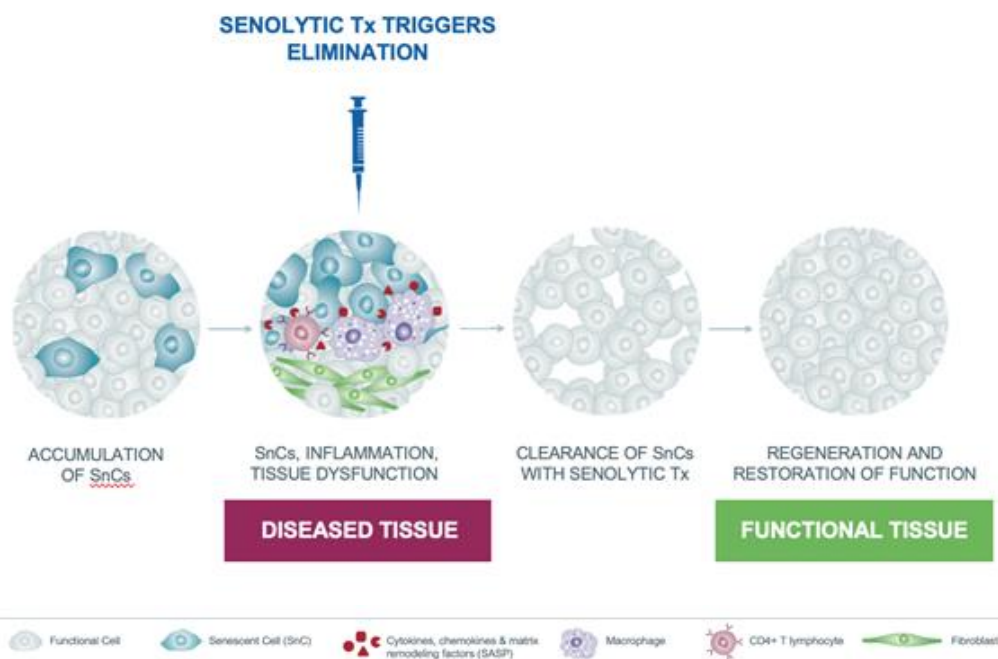 SENOLYTIC Tx TRIGGERS
ELIMINATION
ACCUMULATION
OF SnCs
SnCs, INFLAMMATION,
TISSUE DYSFUNCTION
CLEARANCE OF SnCs
WITH SENOLYTIC Tx
REGENERATION AND
RESTORATION OF FUNCTION
DISEASED TISSUE
FUNCTIONAL TISSUE
Functional Cell
Senescent Cell (SnC)
Cytokines, chemokines & matrix
remodeling factors (SASP)
Macrophage
CD4+ T lymphocyte
Fibroblast